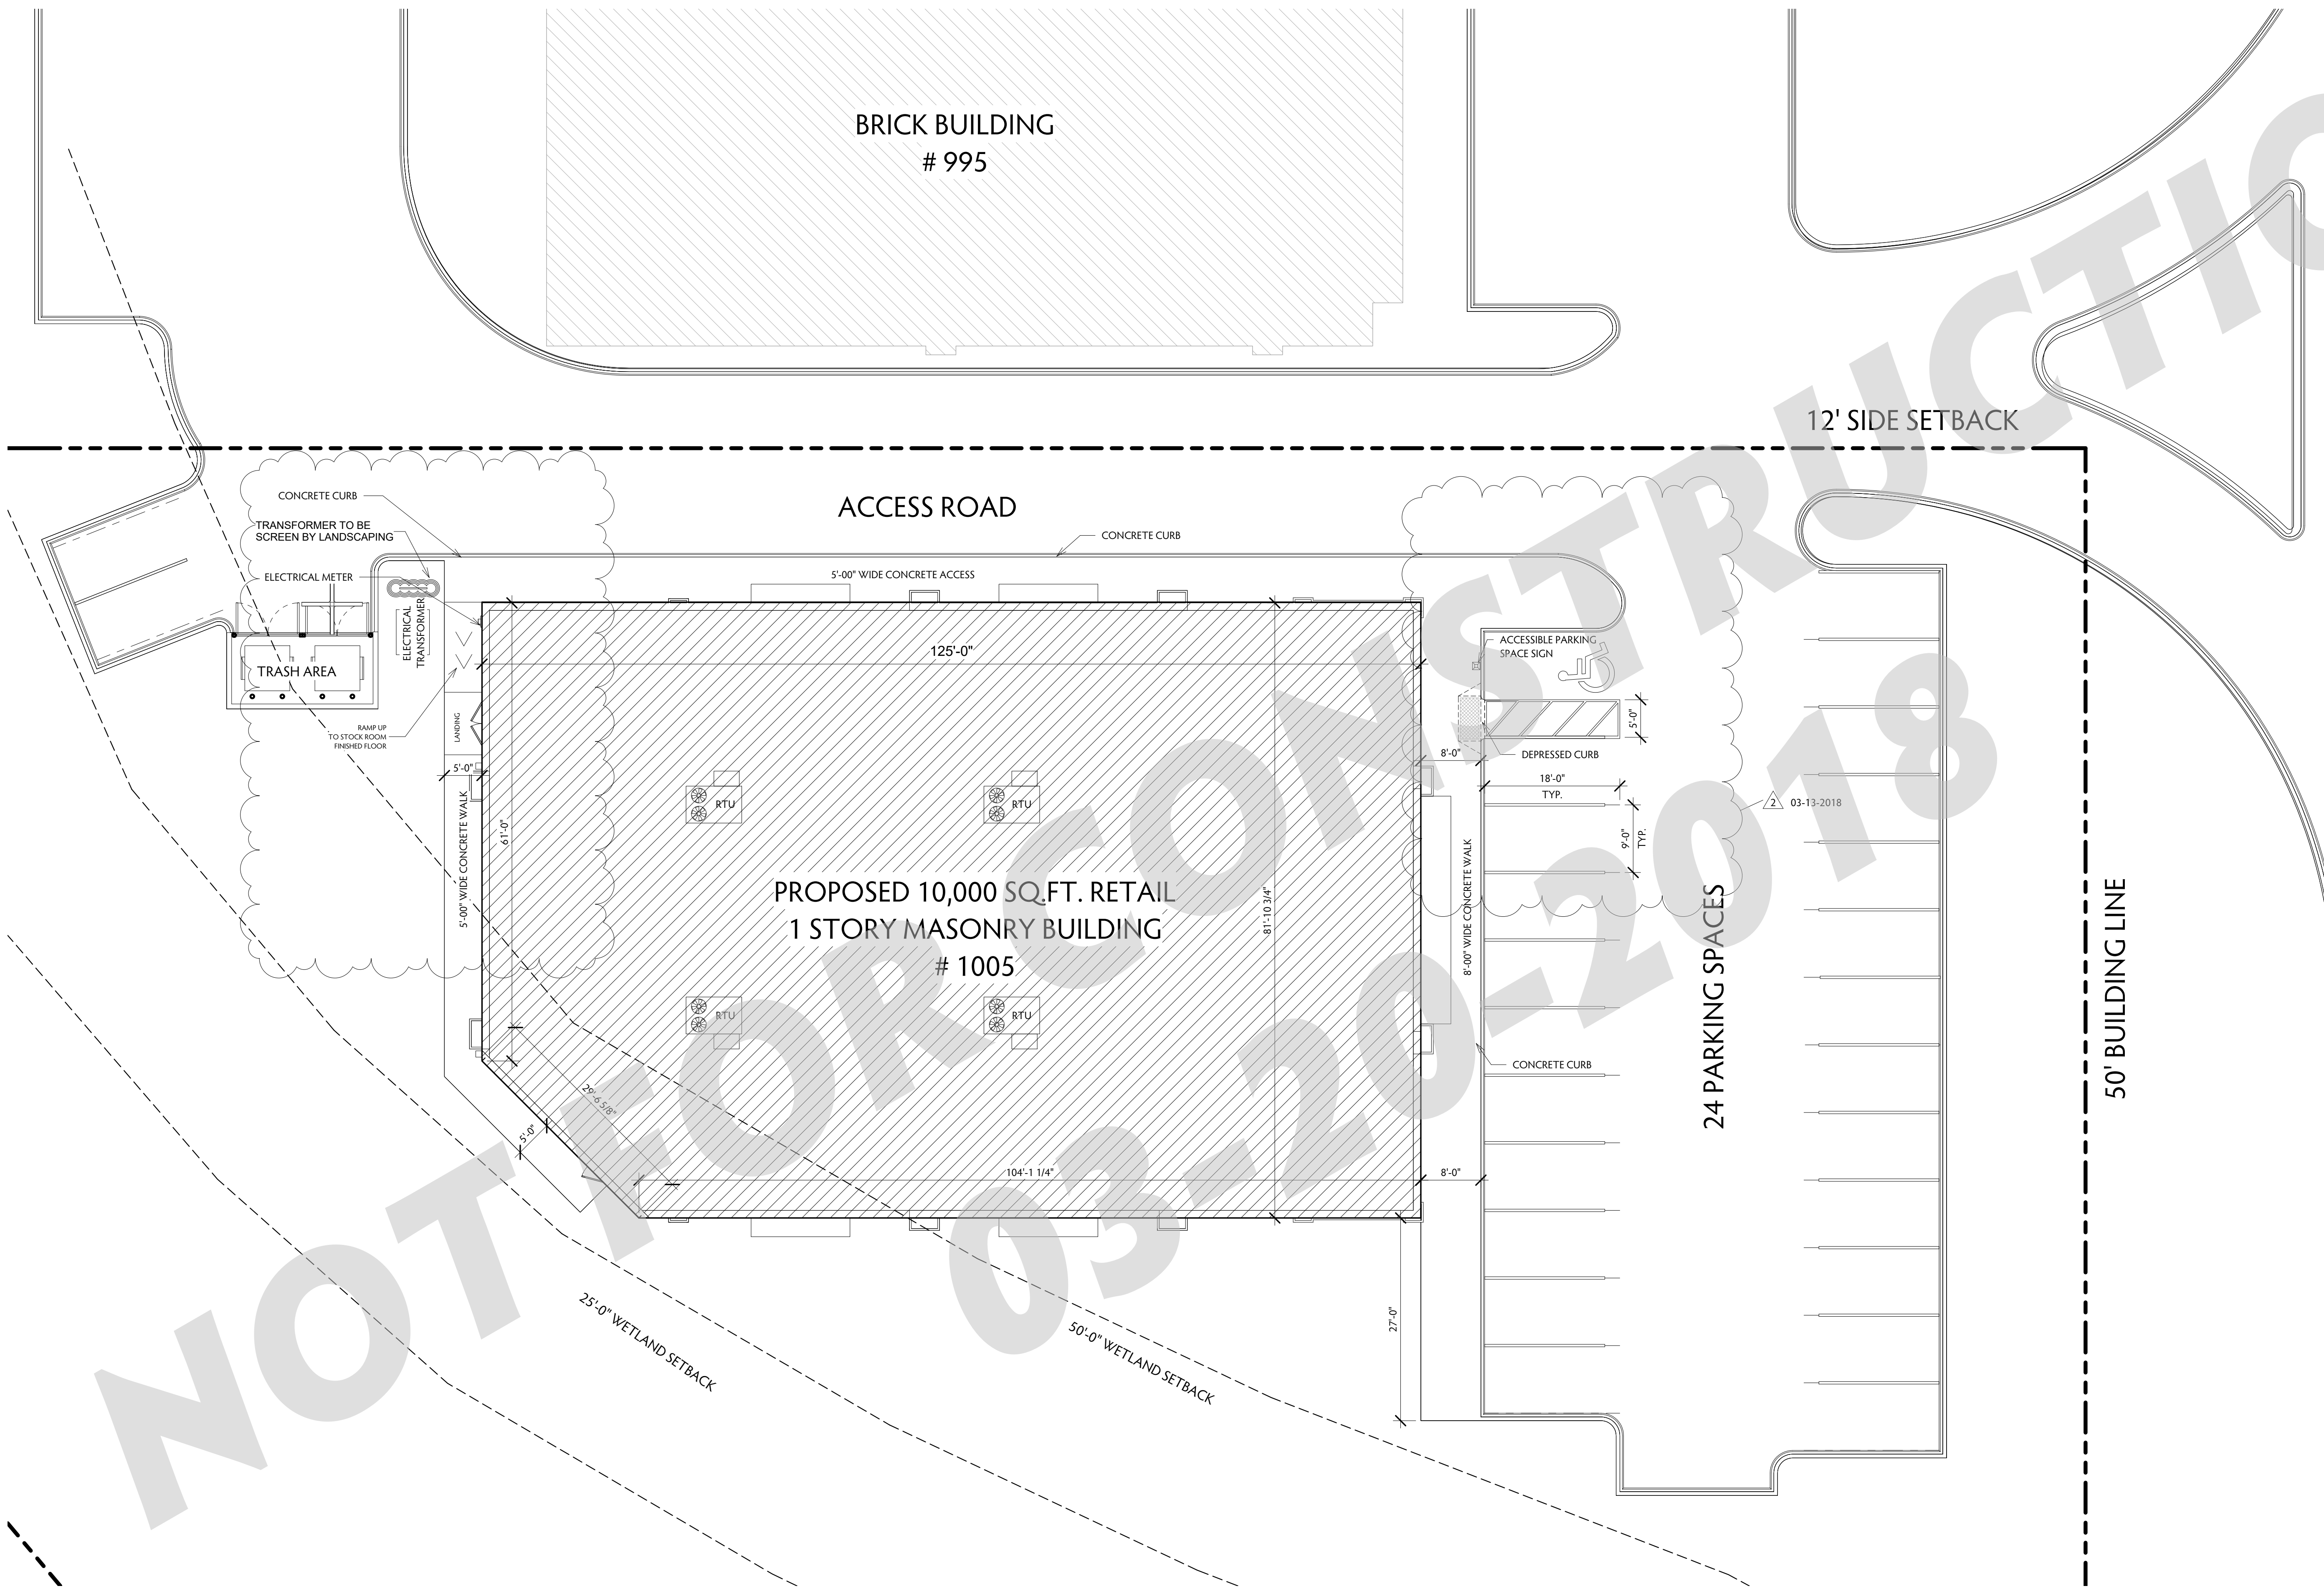 BRICK BUILDING
# 995
12' SIDE SETBACK
CONCRETE CURB
ACCESS ROAD
TRANSFORMER TO BE
SCREEN BY LANDSCAPING
CONCRETE CURB
ELECTRICAL METER
5'-00" WIDE CONCRETE ACCESS
ELECTRICAL
TRANSFORMER
TRASH AREA
125'-0"
ACCESSIBLE PARKING
SPACE SIGN
RAMP UP
TO STOCK ROOM
FINISHED FLOOR
LANDING
5'-0"
8'-0"
DEPRESSED CURB
5'-0"
18'-0"
TYP.
RTU
RTU
2
03-13-2018
5'-00" WIDE CONCRETE WALK
61'-0"
9'-0"
TYP.
PROPOSED 10,000 SQ.FT. RETAIL
1 STORY MASONRY BUILDING
# 1005
81'-10 3/4"
8'-00" WIDE CONCRETE WALK
24 PARKING SPACES
50' BUILDING LINE
RTU
RTU
CONCRETE CURB
29'-6 5/8"
5'-0"
104'-1 1/4"
8'-0"
27'-0"
25'-0" WETLAND SETBACK
50'-0" WETLAND SETBACK
NOT FOR CONSTRUCTIO
03-20-2018